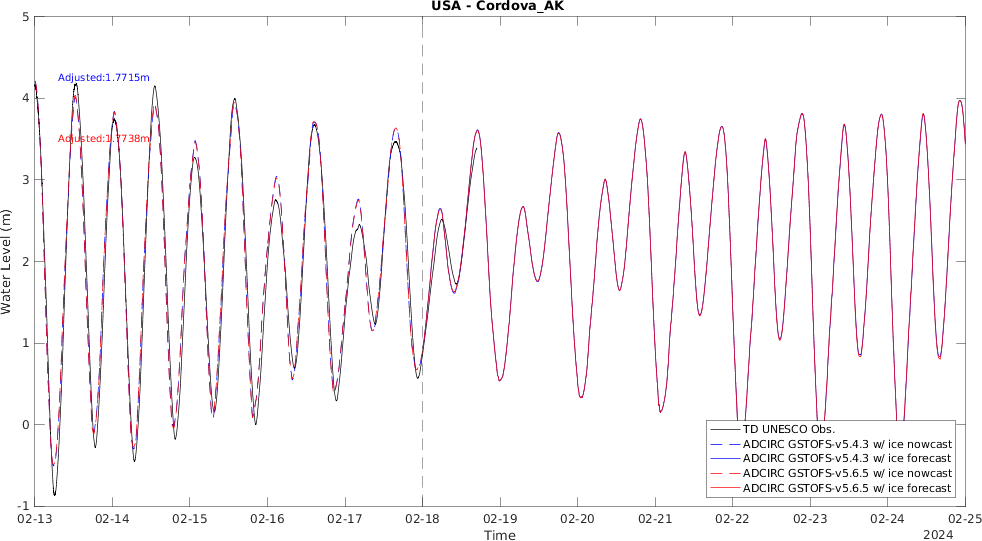 USA - Cordova_AK
5
4
3
2
1
0
-1
Water Level (m)
Adjusted:1.7715m
Adjusted:1.7738m
TD UNESCO Obs.
ADCIRC GSTOFS-v5.4.3 w/ ice nowcast
ADCIRC GSTOFS-v5.4.3 w/ ice forecast
ADCIRC GSTOFS-v5.6.5 w/ ice nowcast
ADCIRC GSTOFS-v5.6.5 w/ ice forecast
02-13 02-14 02-15 02-16 02-17 02-18 02-19 02-20 02-21 02-22 02-23 02-24 02-25
Time
2024